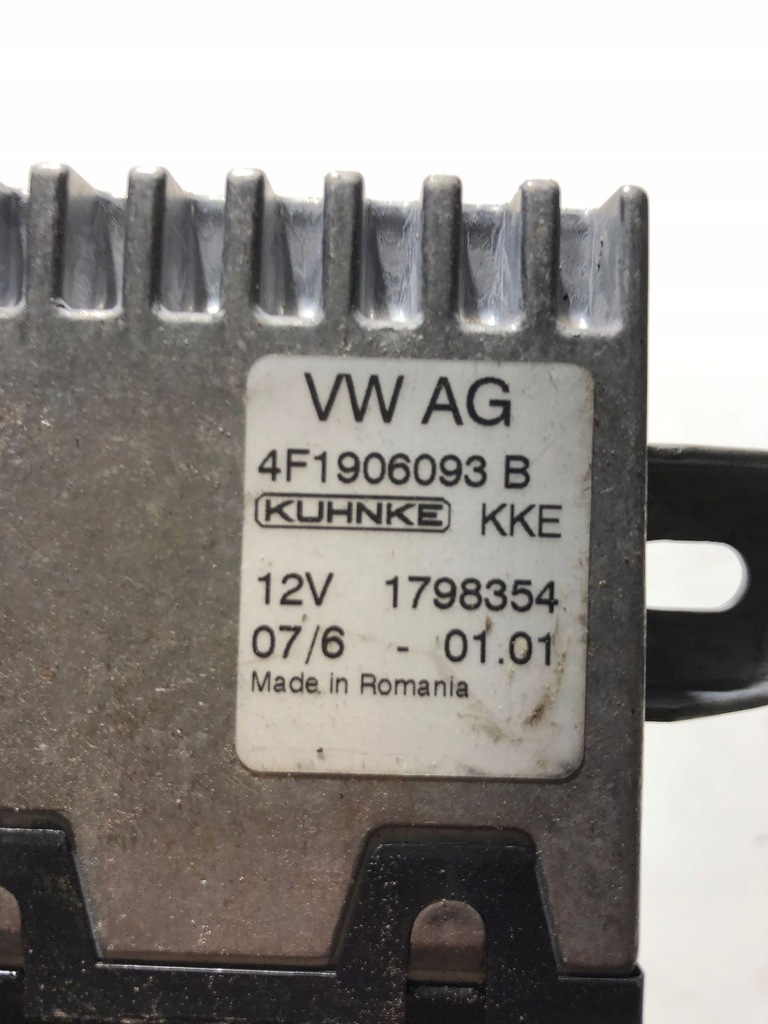 VW AG
4F1906093 B
KUHNKE KKE
12V 1798354
07/6 - 01.01
Made in Romania